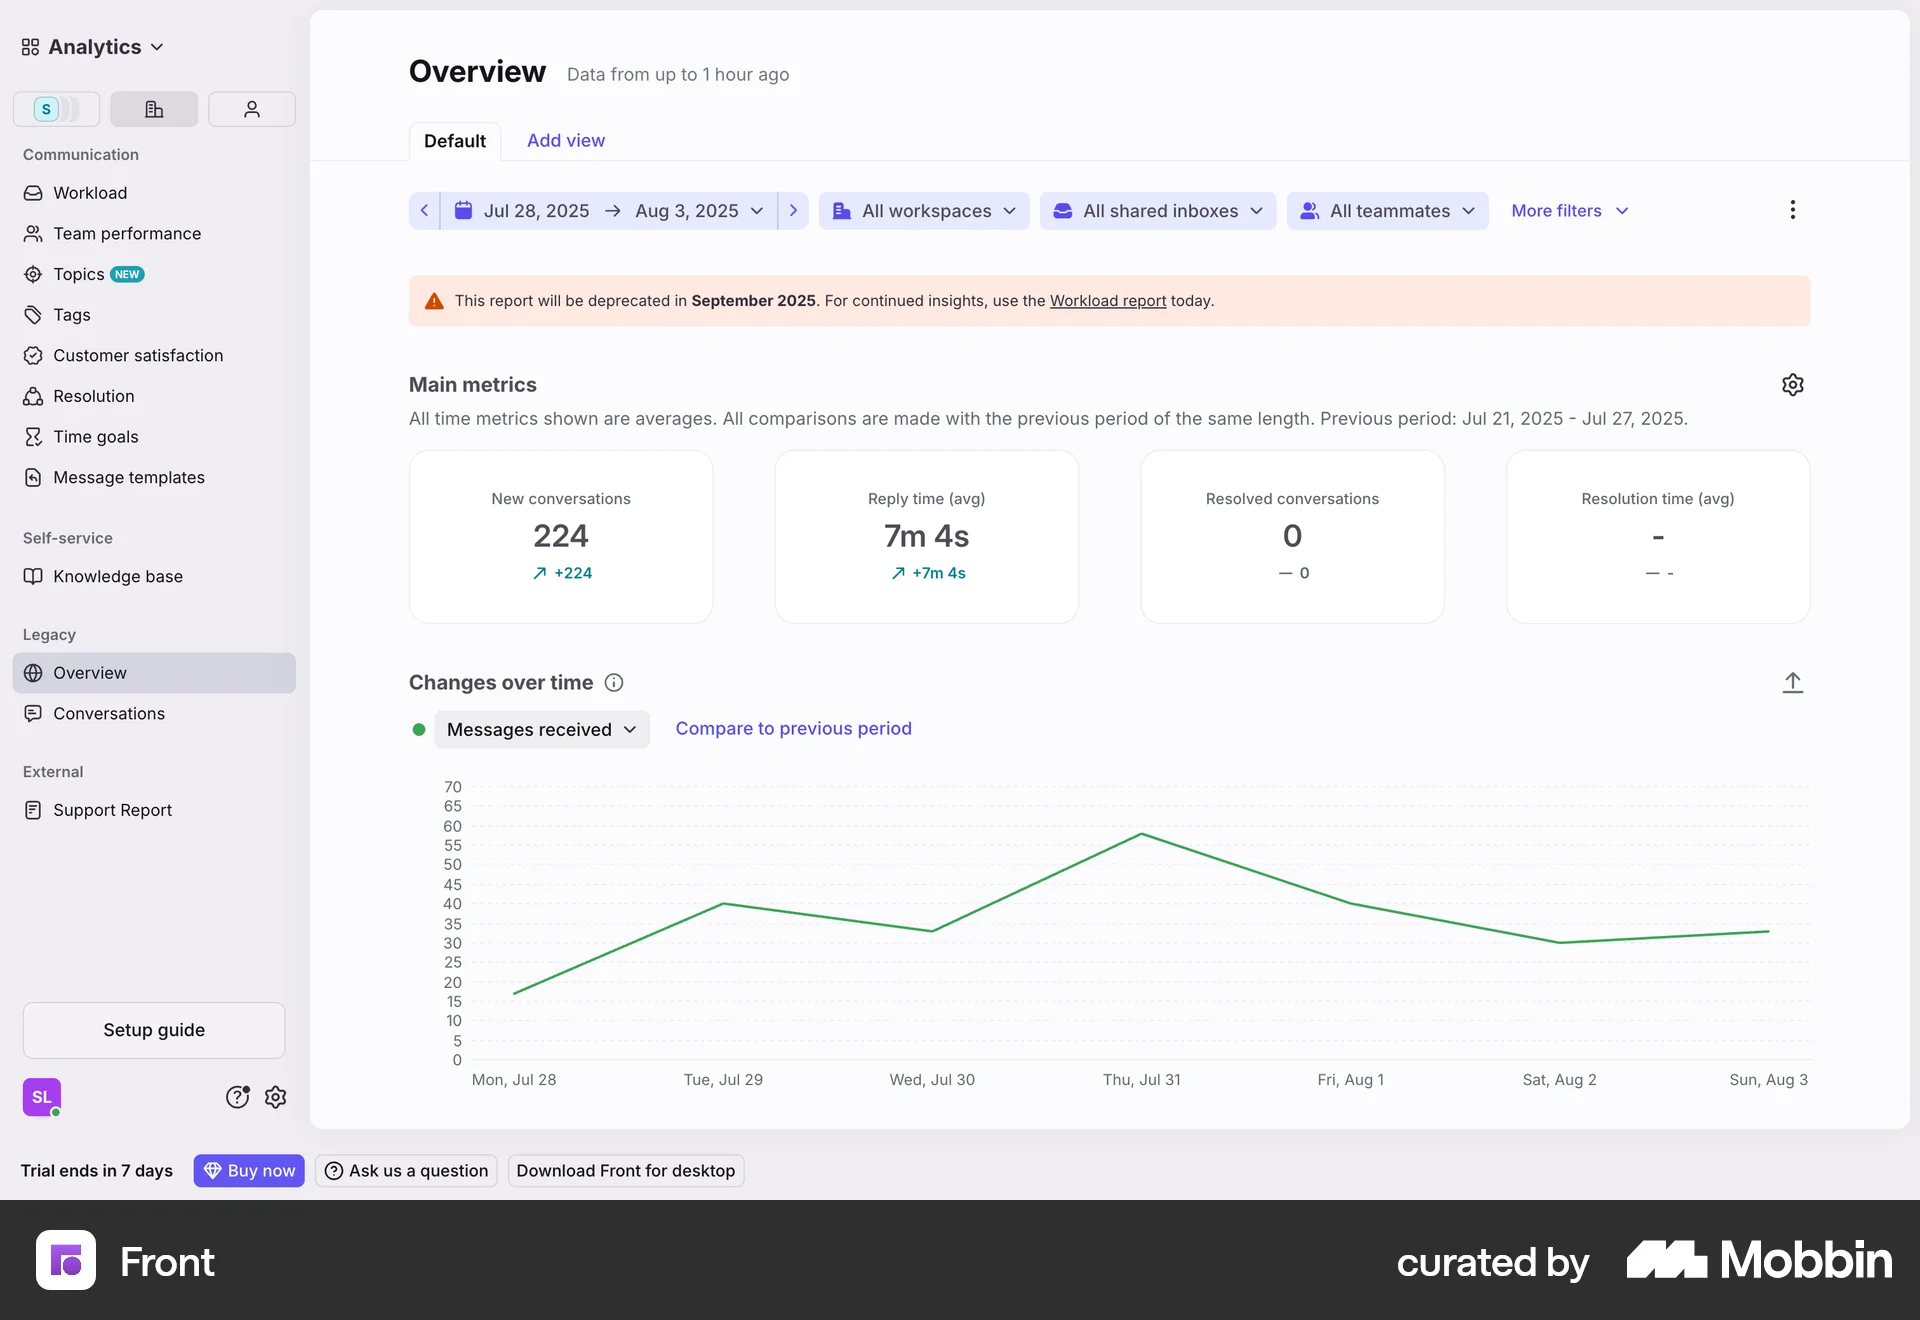 Analytics
S
Communication
Workload
Team performance
Topics NEW
Tags
Customer satisfaction
Resolution
Time goals
Message templates
Self-service
Knowledge base
Legacy
Overview
Conversations
External
Support Report
Setup guide
SL
Overview Data from up to 1 hour ago
Default Add view
Jul 28, 2025 → Aug 3, 2025 All workspaces All shared inboxes All teammates More filters
This report will be deprecated in September 2025. For continued insights, use the Workload report today.
Main metrics
All time metrics shown are averages. All comparisons are made with the previous period of the same length. Previous period: Jul 21, 2025 - Jul 27, 2025.
New conversations
224
+224
Reply time (avg)
7m 4s
+7m 4s
Resolved conversations
0
— 0
Resolution time (avg)
-
— -
Changes over time
Messages received Compare to previous period
70
65
60
55
50
45
40
35
30
25
20
15
10
5
0
Mon, Jul 28 Tue, Jul 29 Wed, Jul 30 Thu, Jul 31 Fri, Aug 1 Sat, Aug 2 Sun, Aug 3
Trial ends in 7 days Buy now Ask us a question Download Front for desktop
Front curated by Mobbin